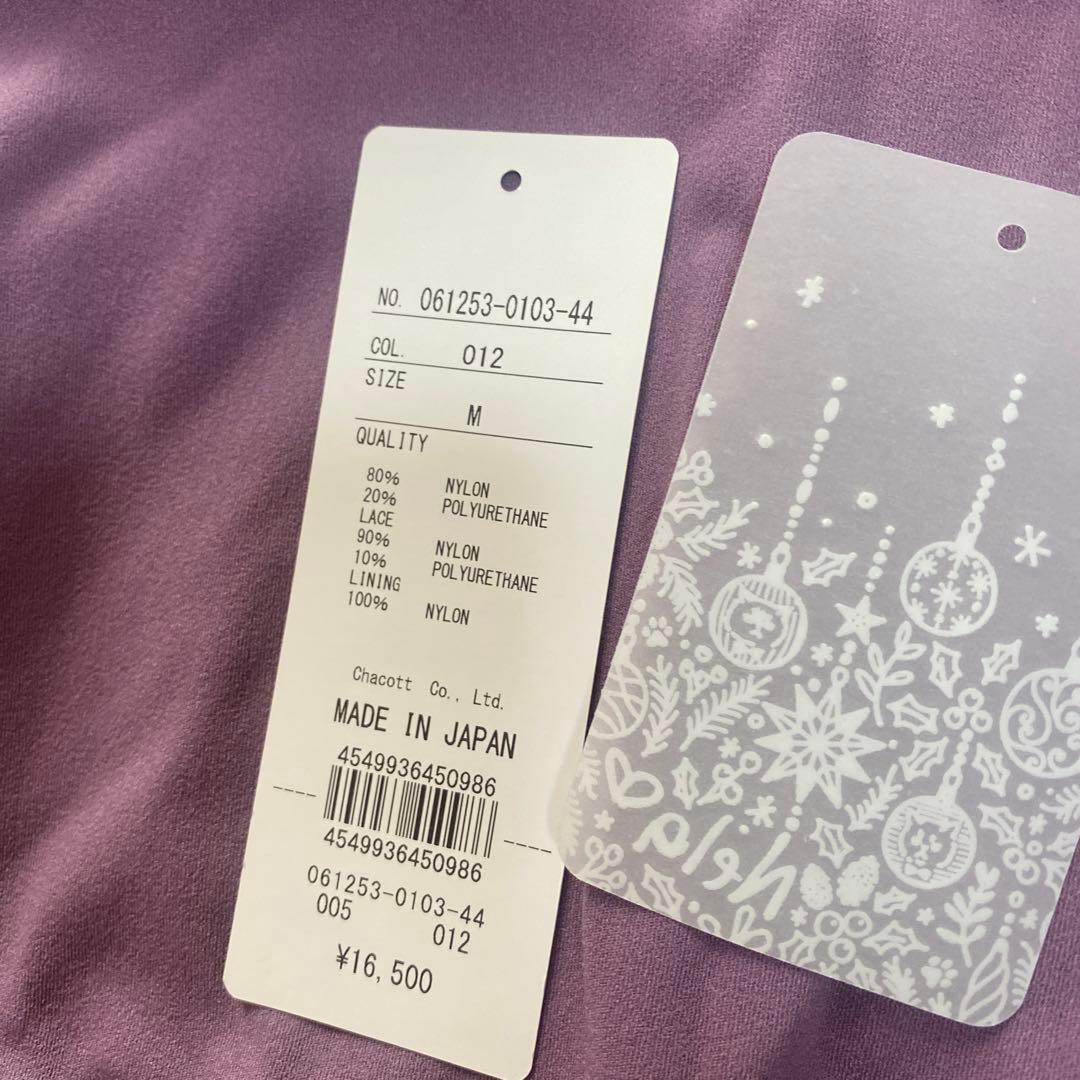 NO. 061253-0103-44
COL. 012
SIZE
M
QUALITY
80% NYLON
20% POLYURETHANE
LACE
90% NYLON
10% POLYURETHANE
LINING
100% NYLON
Chacott Co., Ltd.
MADE IN JAPAN
4549936450986
4549936450986
061253-0103-44
005 012
¥16,500